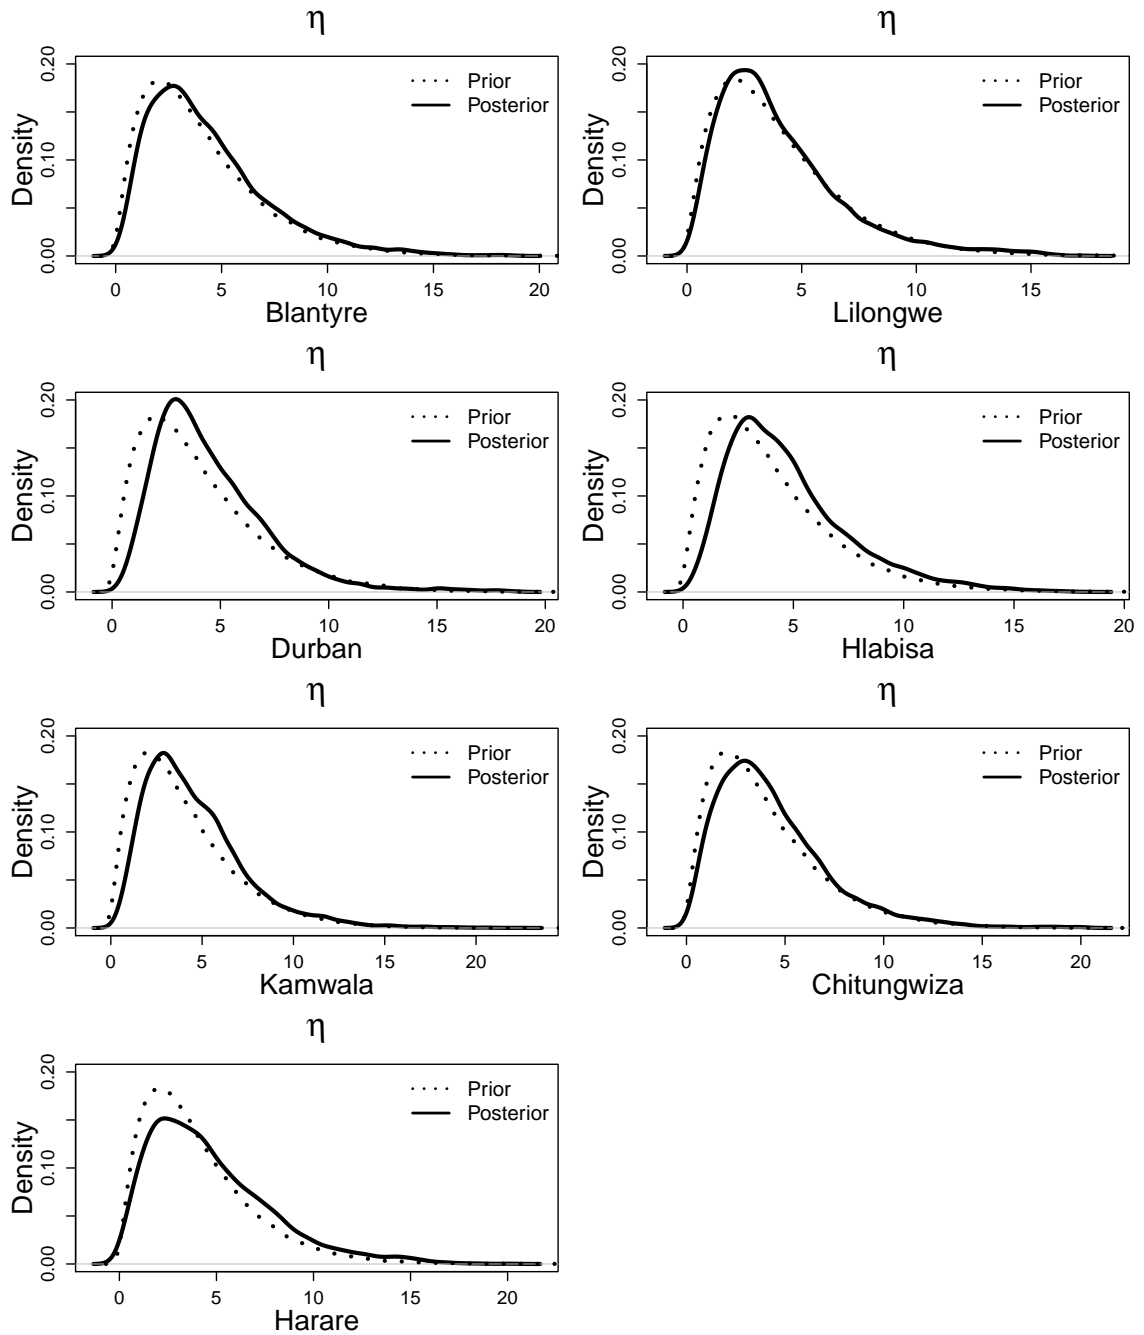 η
Density
0.00 0.10 0.20
Prior
Posterior
0 5 10 15 20
Blantyre
η
Density
0.00 0.10 0.20
Prior
Posterior
0 5 10 15
Lilongwe
η
Density
0.00 0.10 0.20
Prior
Posterior
0 5 10 15 20
Durban
η
Density
0.00 0.10 0.20
Prior
Posterior
0 5 10 15 20
Hlabisa
η
Density
0.00 0.10 0.20
Prior
Posterior
0 5 10 15 20
Kamwala
η
Density
0.00 0.10 0.20
Prior
Posterior
0 5 10 15 20
Chitungwiza
η
Density
0.00 0.10 0.20
Prior
Posterior
0 5 10 15 20
Harare